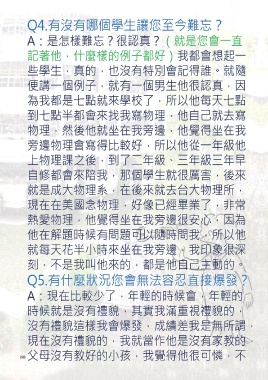 Q4.有沒有哪個學生讓您至今難忘？
A：是怎樣難忘？很認真？（就是您會一直
記著他，什麼樣的例子都好）我都會想起一
些學生，真的，也沒有特別會記得誰。就隨
便講一個例子，就有一個男生他很認真，因
為我都是七點就來學校了，所以他每天七點
到七點半都會來找我寫物理，他自己就去寫
物理，然後他就坐在我旁邊，他覺得坐在我
旁邊物理會寫得比較好，所以他從一年級他
上物理課之後，到了二年級、三年級三年早
自修都會來陪我，那個學生就很厲害，後來
就是成大物理系，在後來就去台大物理所，
現在在美國念物理，好像已經畢業了，非常
熱愛物理，他覺得坐在我旁邊很安心，因為
他在解題時候有問題可以隨時問我，所以他
就每天花半小時來坐在我旁邊，我印象很深
刻，不是我叫他來的，都是他自己主動的。
Q5.有什麼狀況您會無法容忍直接爆發？
A：現在比較少了，年輕的時候會，年輕的
時候就是沒有禮貌，其實我滿重視禮貌的，
沒有禮貌這樣我會爆發，成績差我是無所謂，
現在沒有禮貌的，我就當作他是沒有家教的，
父母沒有教好的小孩，我覺得他很可憐，不